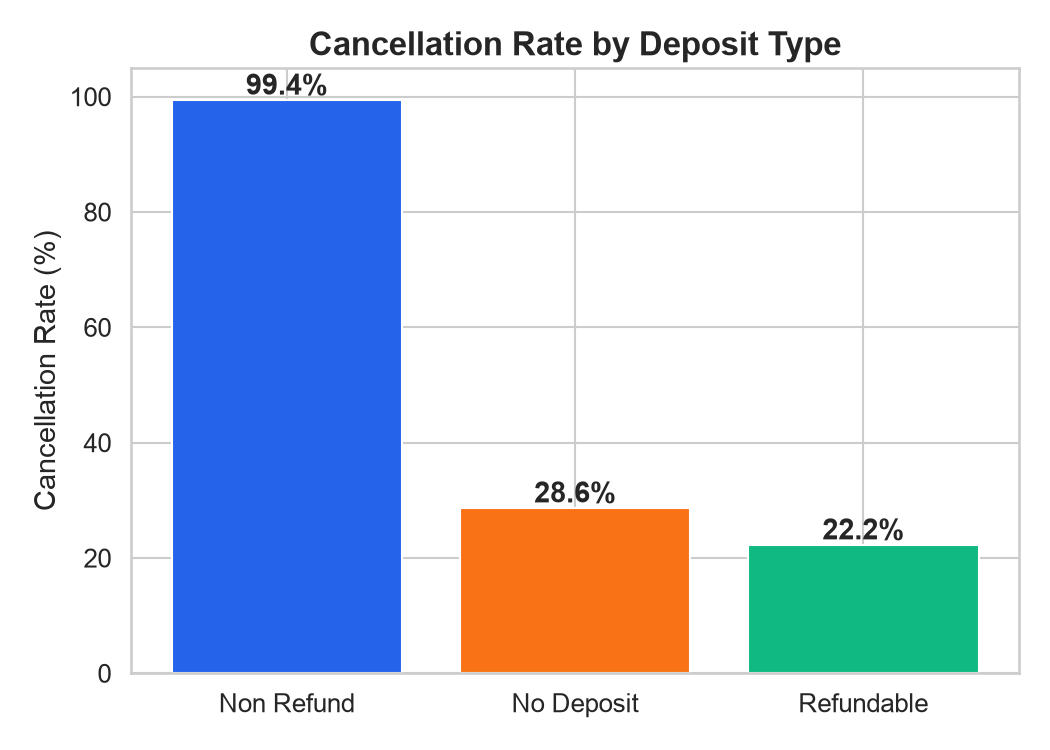 Cancellation Rate by Deposit Type
Cancellation Rate (%)
100
80
60
40
20
0
99.4%
28.6%
22.2%
Non Refund
No Deposit
Refundable